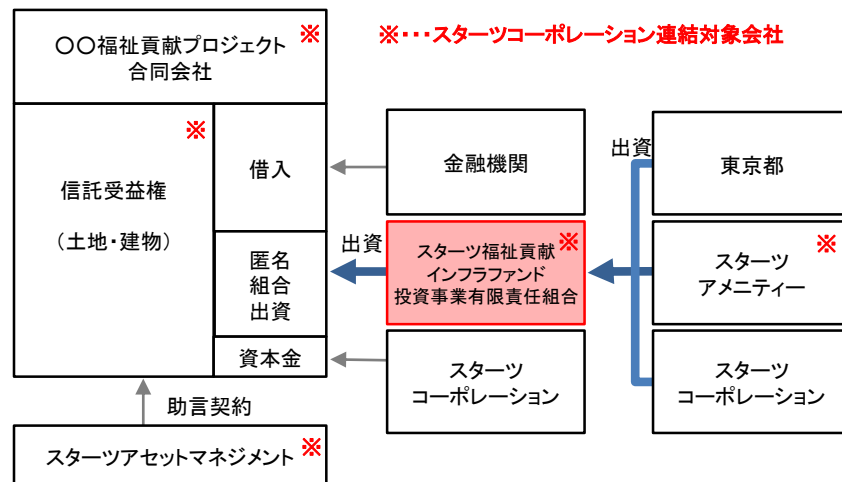 〇〇福祉貢献プロジェクト
合同会社
※
※･･･スターツコーポレーション連結対象会社
※
信託受益権
（土地・建物）
借入
匿名
組合
出資
資本金
金融機関
出資
スターツ福祉貢献
インフラファンド
投資事業有限責任組合
※
スターツ
コーポレーション
出資
東京都
スターツ
アメニティー
※
スターツ
コーポレーション
助言契約
スターツアセットマネジメント
※